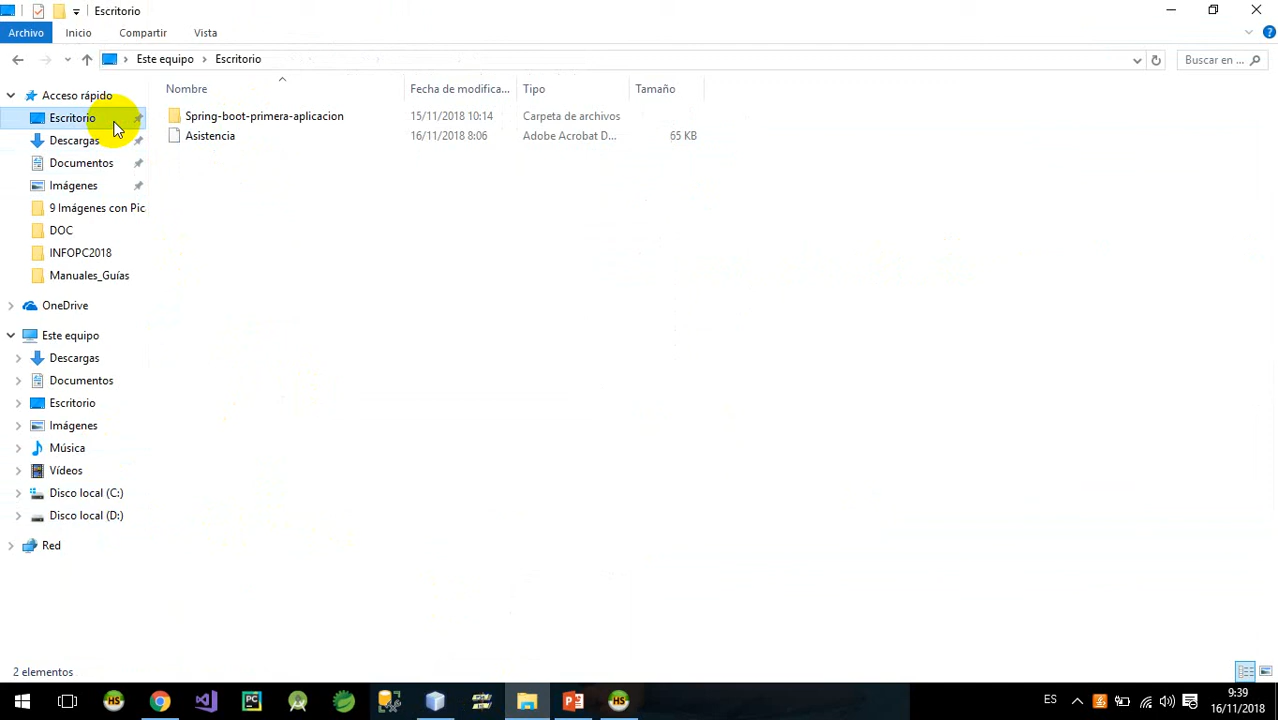 Escritorio
Archivo Inicio Compartir Vista
Este equipo Escritorio Buscar en ...
Nombre Fecha de modifica... Tipo Tamaño
Acceso rápido
Escritorio
Descargas
Documentos
Imágenes
9 Imágenes con Pic
DOC
INFOPC2018
Manuales_Guías
OneDrive
Este equipo
Descargas
Documentos
Escritorio
Imágenes
Música
Vídeos
Disco local (C:)
Disco local (D:)
Red
Spring-boot-primera-aplicacion 15/11/2018 10:14 Carpeta de archivos
Asistencia 16/11/2018 8:06 Adobe Acrobat D... 65 KB
2 elementos
HS PC P HS ES 9:39
16/11/2018